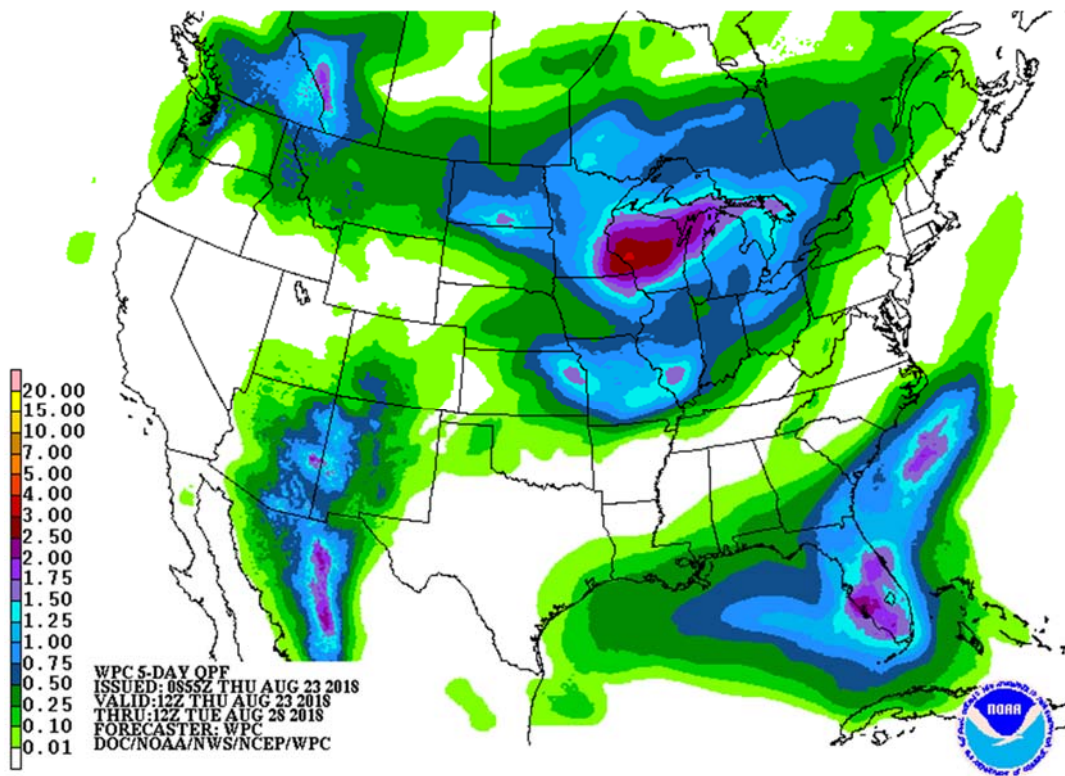 20.00
15.00
10.00
7.00
5.00
4.00
3.00
2.50
2.00
1.75
1.50
1.25
1.00
0.75
0.50
0.25
0.10
0.01
WPC 5-DAY QPF
ISSUED: 0855Z THU AUG 23 2018
VALID:12Z THU AUG 23 2018
THRU:12Z TUE AUG 28 2018
FORECASTER: WPC
DOC/NOAA/NWS/NCEP/WPC
NOAA